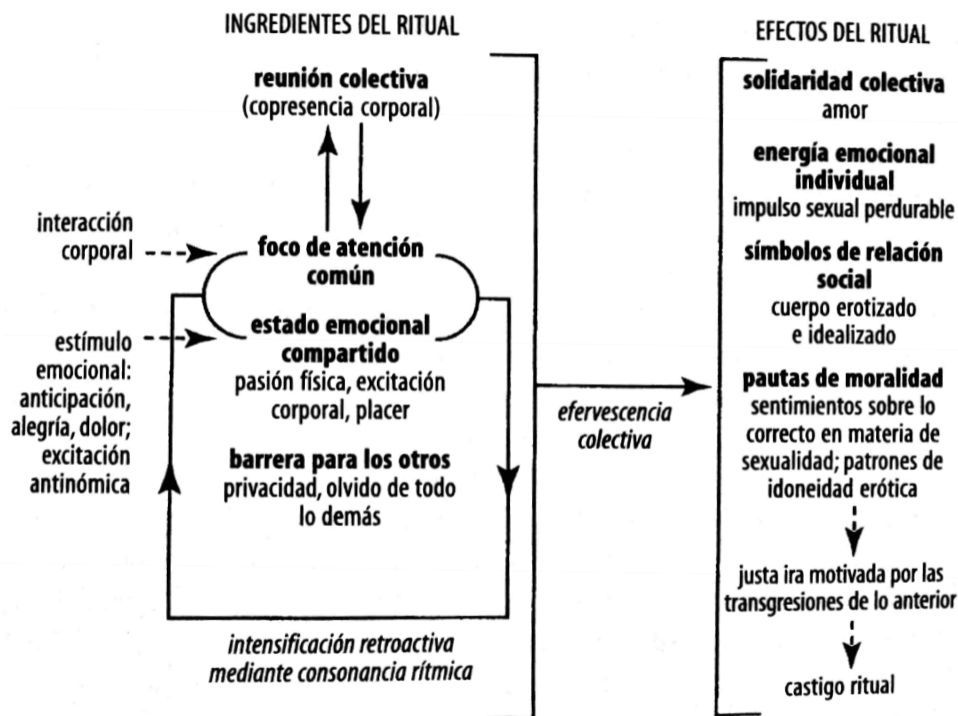 INGREDIENTES DEL RITUAL
reunión colectiva
(copresencia corporal)
interacción
corporal
foco de atención
común
estímulo
emocional:
anticipación,
alegría, dolor;
excitación
antinómica
estado emocional
compartido
pasión física, excitación
corporal, placer
barrera para los otros
privacidad, olvido de todo
lo demás
intensificación retroactiva
mediante consonancia rítmica
efervescencia
colectiva
EFECTOS DEL RITUAL
solidaridad colectiva
amor
energía emocional
individual
impulso sexual perdurable
símbolos de relación
social
cuerpo erotizado
e idealizado
pautas de moralidad
sentimientos sobre lo
correcto en materia de
sexualidad; patrones de
idoneidad erótica
justa ira motivada por las
transgresiones de lo anterior
castigo ritual